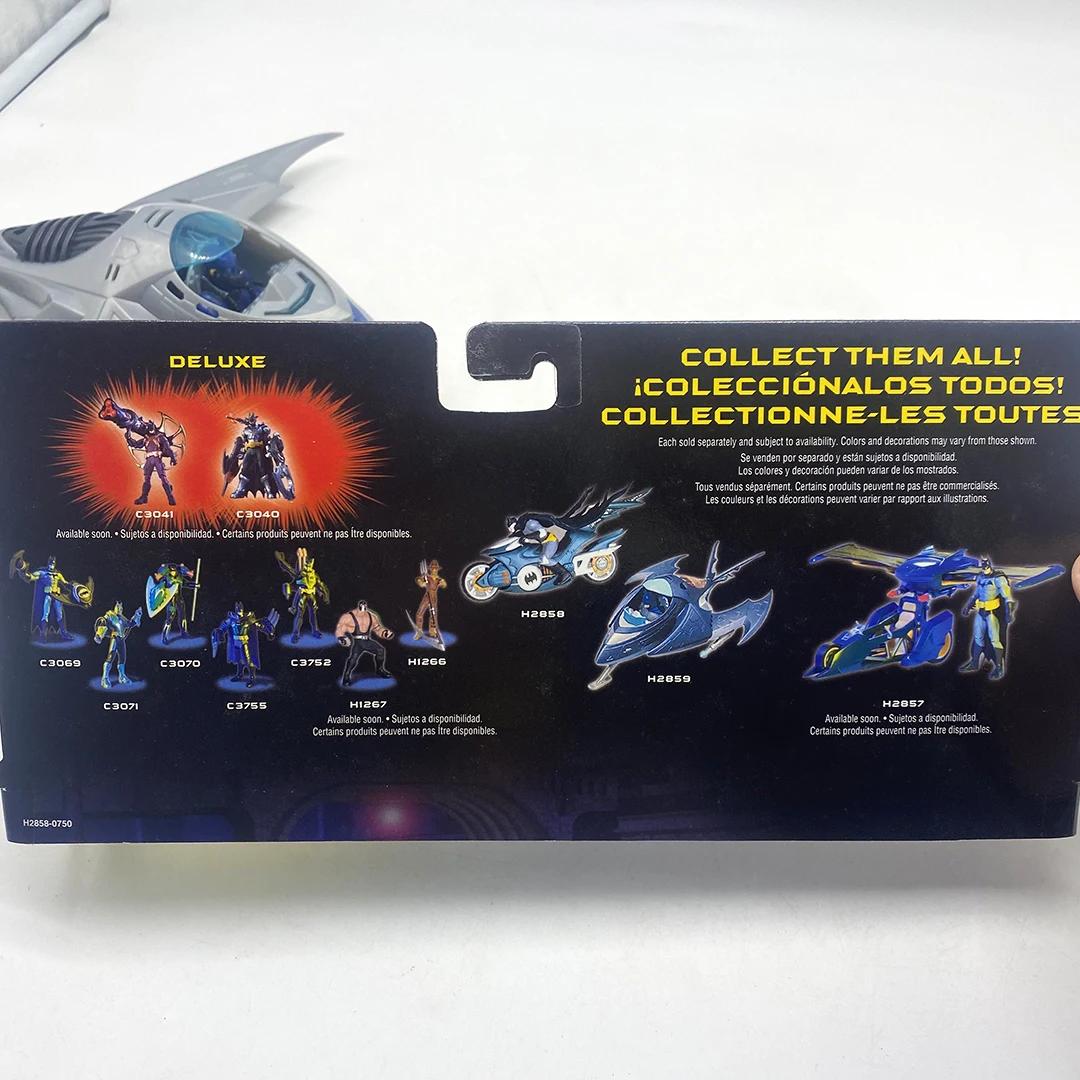 DELUXE
C3041
C3040
Available soon. • Sujetos a disponibilidad. • Certains produits peuvent ne pas Ître disponibles.
C3069
C3071
C3070
C3755
C3752
H1267
H1266
Available soon. • Sujetos a disponibilidad.
Certains produits peuvent ne pas Ître disponibles.
H2858-0750
COLLECT THEM ALL!
¡COLECCIÓNALOS TODOS!
COLLECTIONNE-LES TOUTES
Each sold separately and subject to availability. Colors and decorations may vary from those shown.
Se venden por separado y están sujetos a disponibilidad.
Los colores y decoración pueden variar de los mostrados.
Tous vendus séparément. Certains produits peuvent ne pas être commercialisés.
Les couleurs et les décorations peuvent varier par rapport aux illustrations.
H2858
H2859
H2857
Available soon. • Sujetos a disponibilidad.
Certains produits peuvent ne pas Ître disponibles.